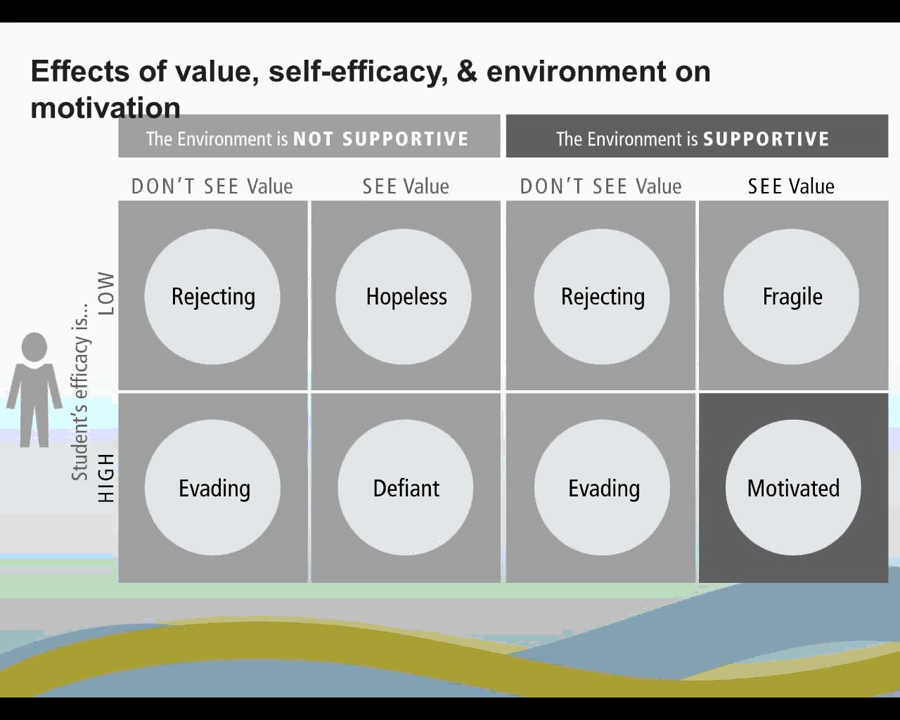 Effects of value, self-efficacy, & environment on
motivation
The Environment is NOT SUPPORTIVE
The Environment is SUPPORTIVE
DON'T SEE Value
SEE Value
DON'T SEE Value
SEE Value
Student's efficacy is...
LOW
Rejecting
Hopeless
Rejecting
Fragile
HIGH
Evading
Defiant
Evading
Motivated